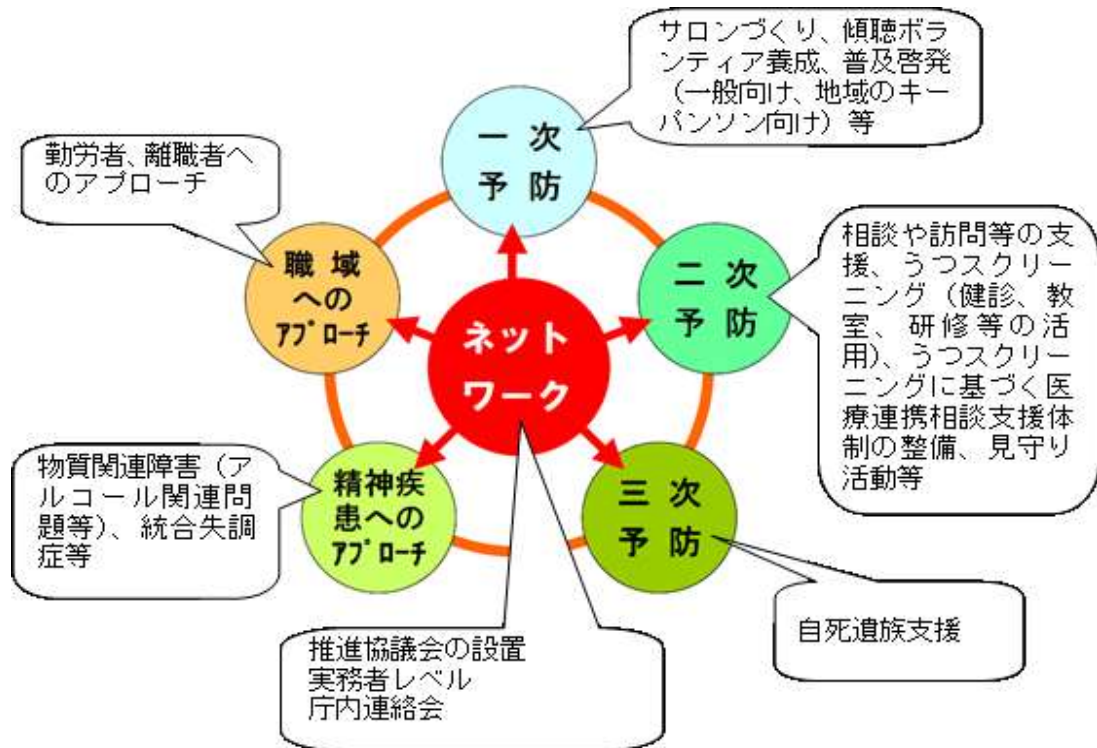 サロンづくり、傾聴ボラ
ンティア養成、普及啓発
（一般向け、地域のキー
パンソン向け）等
一次
予防
勤労者、離職者へ
のアプローチ
職域
への
ｱﾌﾟﾛｰﾁ
二次
予防
相談や訪問等の支
援、うつスクリー
ニング（健診、教
室、研修等の活
用）、うつスクリー
ニングに基づく医
療連携相談支援体
制の整備、見守り
活動等
ネット
ワーク
物質関連障害（ア
ルコール関連問
題等）、統合失調
症等
精神疾
患への
ｱﾌﾟﾛｰﾁ
三次
予防
自死遺族支援
推進協議会の設置
実務者レベル
庁内連絡会